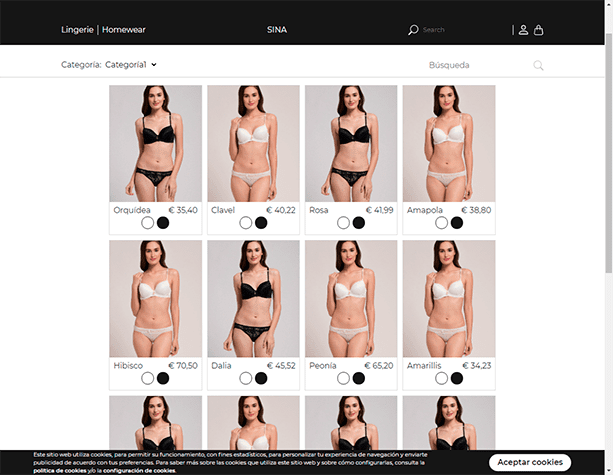 Lingerie | Homewear SINA Search |
Categoría: Categoría1 Búsqueda
Orquídea € 35,40 Clavel € 40,22 Rosa € 41,99 Amapola € 38,80
Hibisco € 70,50 Dalia € 45,52 Peonía € 65,20 Amarillis € 34,23
Este sitio web utiliza cookies, para permitir su funcionamiento, con fines estadísticos, para personalizar tu experiencia de navegación y enviarte
publicidad de acuerdo con tus preferencias. Para saber más sobre las cookies que utiliza este sitio web y sobre cómo configurarlas, consulta la
política de cookies y/o la configuración de cookies.
Aceptar cookies